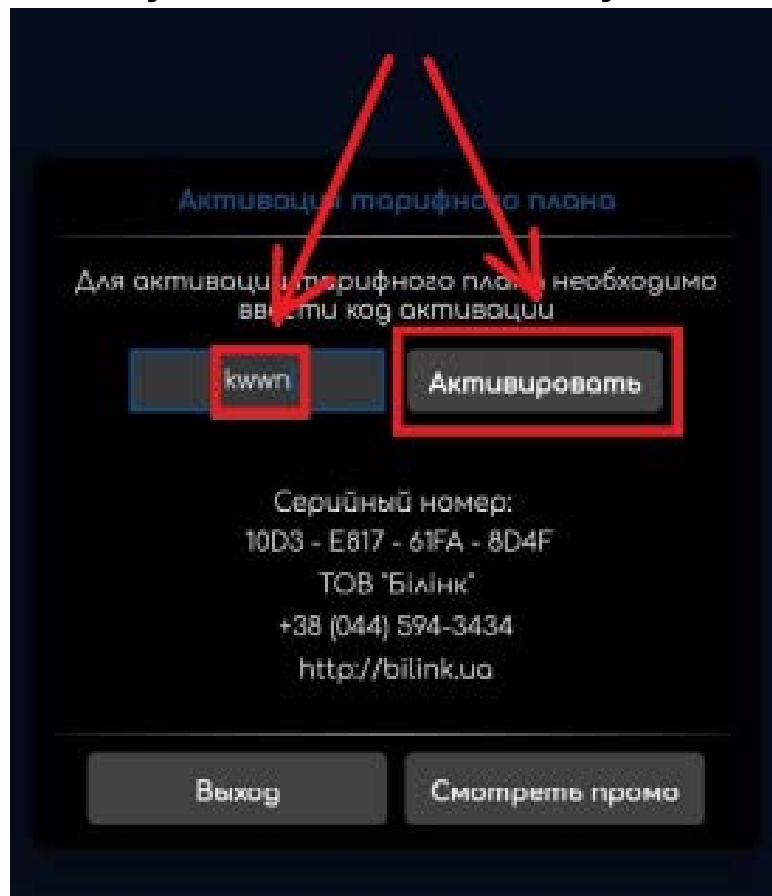 Активация тарифного плана
Для активации тарифного плана необходимо
ввести код активации
kwwn
Активировать
Серийный номер:
10D3 - E817 - 61FA - 8D4F
ТОВ "Білінк"
+38 (044) 594-3434
http://bilink.ua
Выход
Смотреть промо